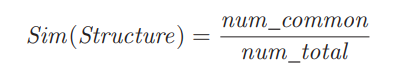 Sim(Structure) = num_common / num_total